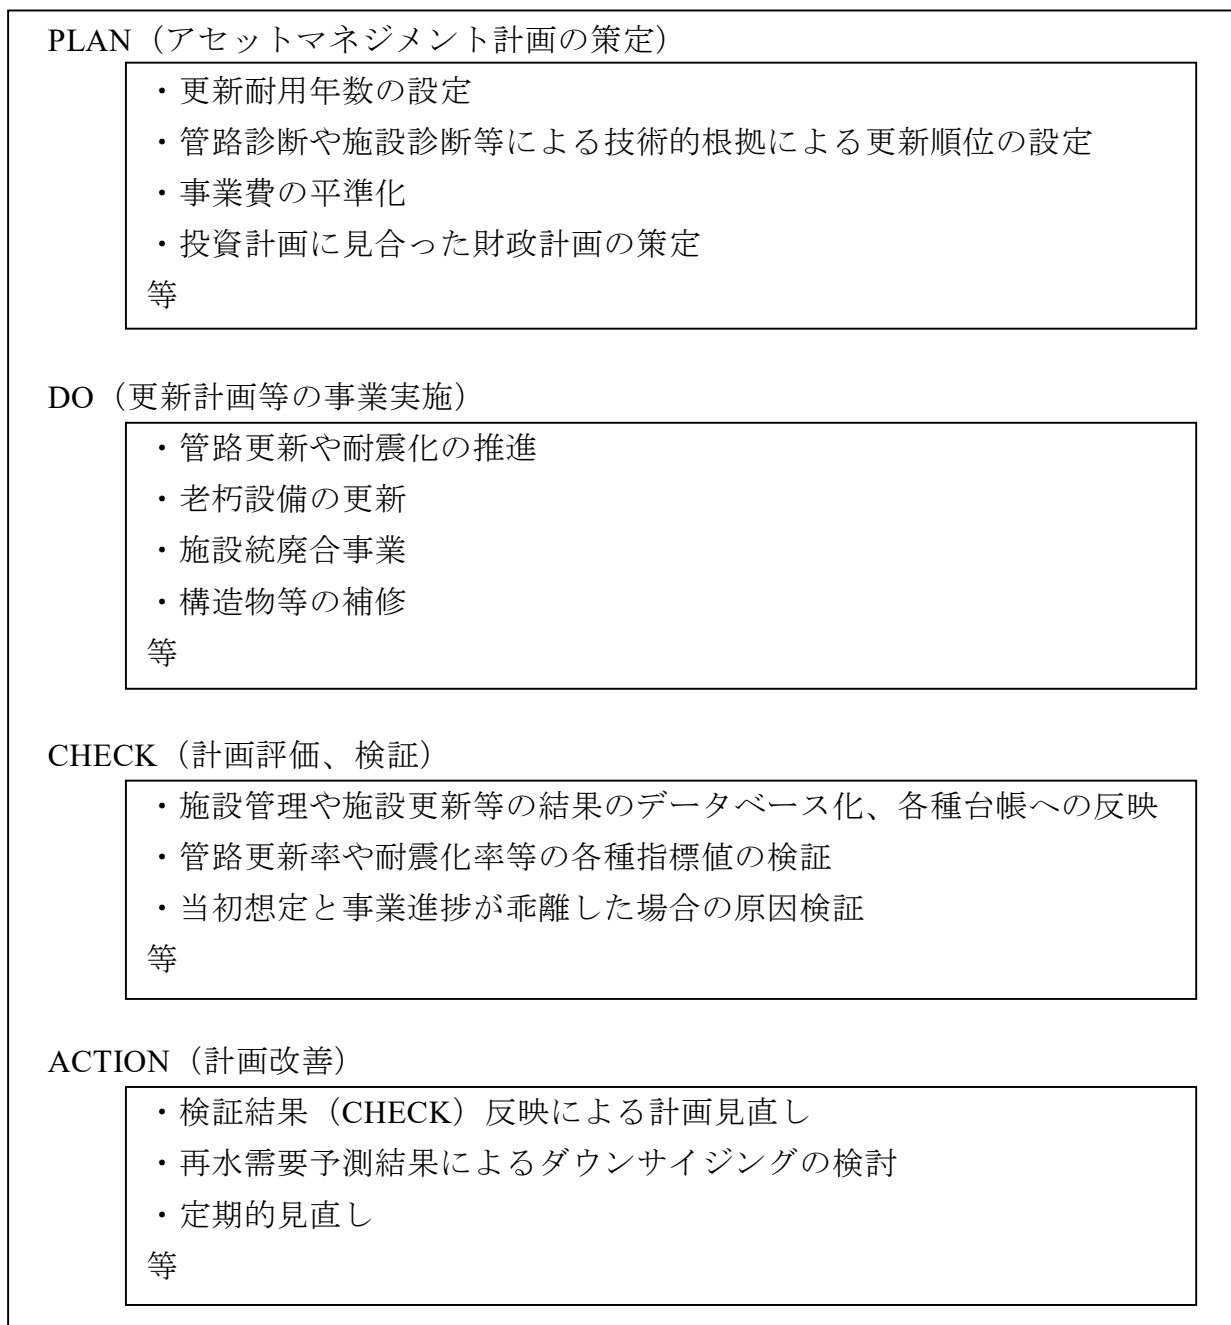 PLAN（アセットマネジメント計画の策定）
・更新耐用年数の設定
・管路診断や施設診断等による技術的根拠による更新順位の設定
・事業費の平準化
・投資計画に見合った財政計画の策定
等
DO（更新計画等の事業実施）
・管路更新や耐震化の推進
・老朽設備の更新
・施設統廃合事業
・構造物等の補修
等
CHECK（計画評価、検証）
・施設管理や施設更新等の結果のデータベース化、各種台帳への反映
・管路更新率や耐震化率等の各種指標値の検証
・当初想定と事業進捗が乖離した場合の原因検証
等
ACTION（計画改善）
・検証結果（CHECK）反映による計画見直し
・再水需要予測結果によるダウンサイジングの検討
・定期的見直し
等